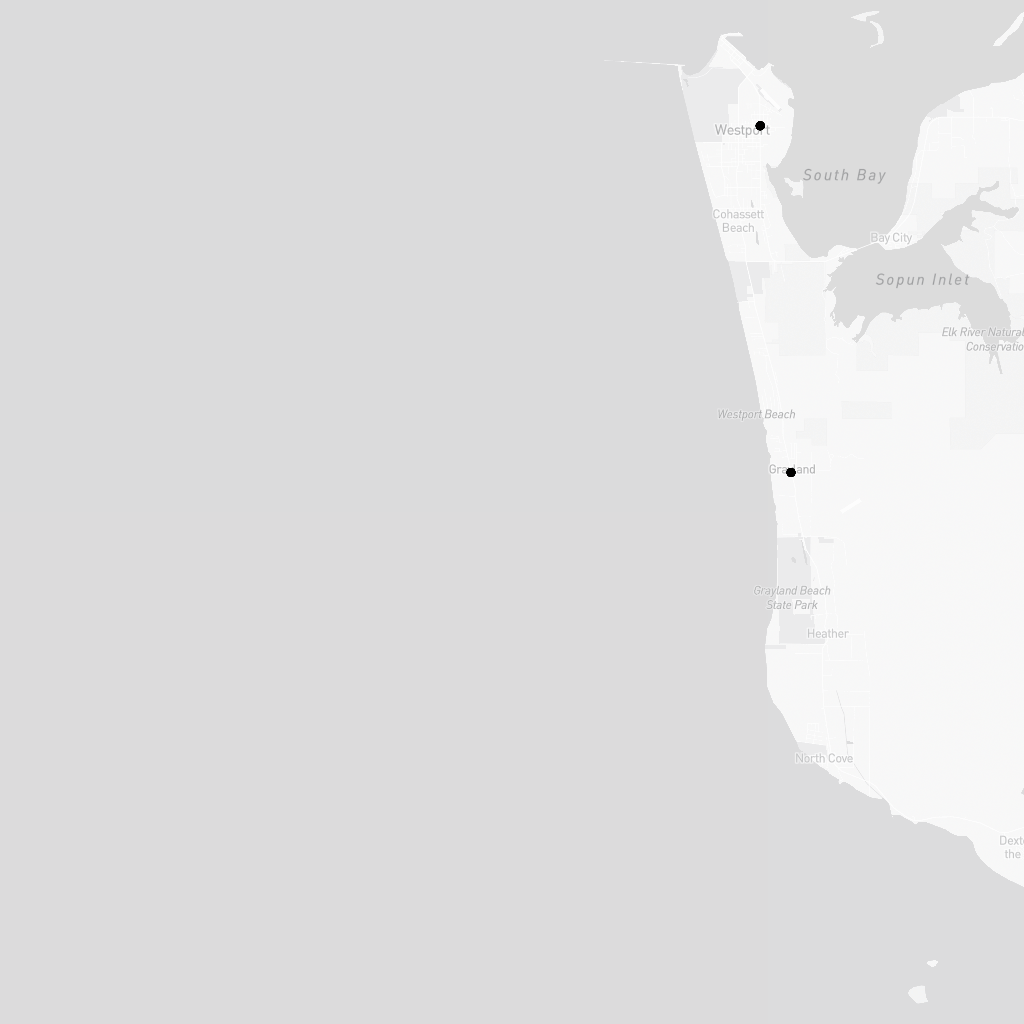 Westport
South Bay
Cohassett
Beach
Bay City
Sopun Inlet
Elk River Natural
Conservatio
Westport Beach
Grayland
Grayland Beach
State Park
Heather
North Cove
Dext
the